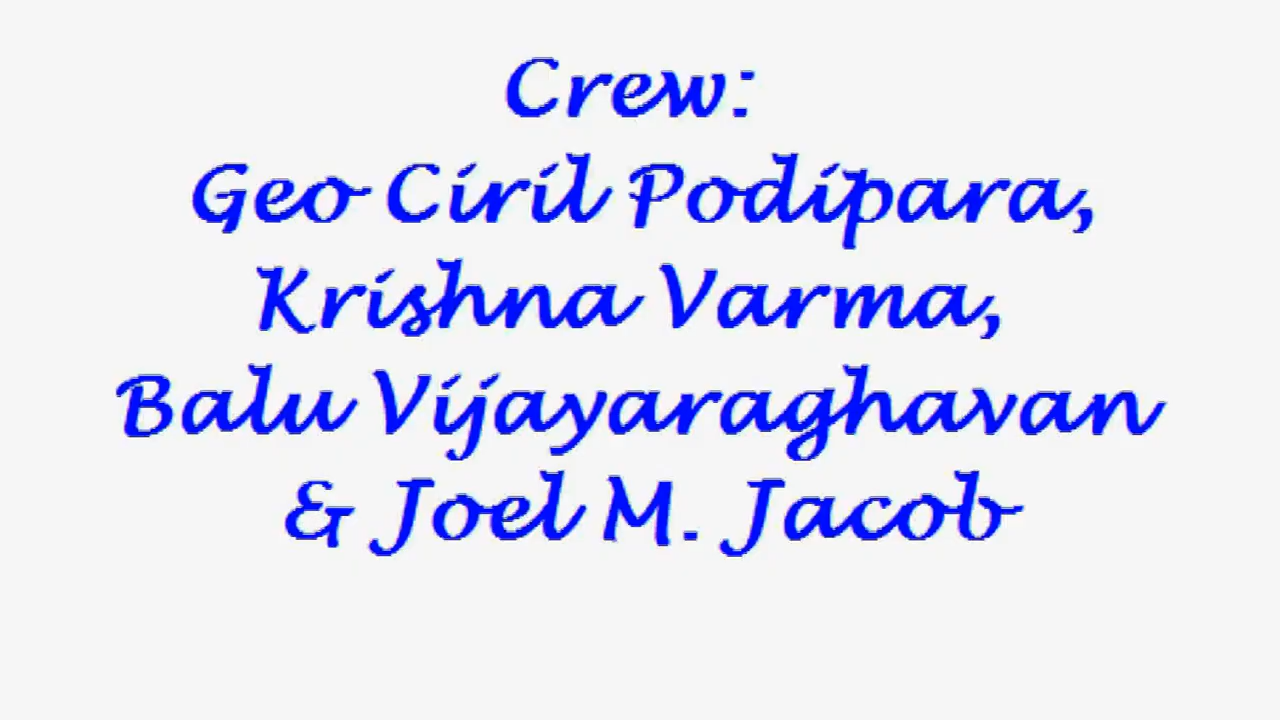 Crew:
Geo Ciril Podipara,
Krishna Varma,
Balu Vijayaraghavan
& Joel M. Jacob